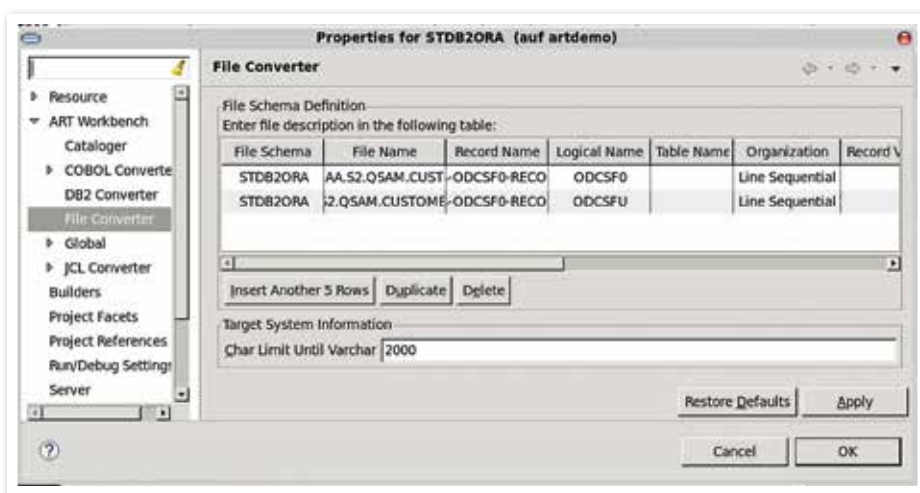 Properties for STDB2ORA (auf artdemo)
File Converter
Resource
ART Workbench
Cataloger
COBOL Converte
DB2 Converter
File Converter
Global
JCL Converter
Builders
Project Facets
Project References
Run/Debug Settings
Server
File Schema Definition
Enter file description in the following table:
File Schema File Name Record Name Logical Name Table Name Organization Record V
STDB2ORA AA.S2.QSAM.CUST -ODCSF0-RECO ODCSF0 Line Sequential
STDB2ORA S2.QSAM.CUSTOME -ODCSF0-RECO ODCSFU Line Sequential
Insert Another 5 Rows Duplicate Delete
Target System Information
Char Limit Until Varchar 2000
Restore Defaults Apply
? Cancel OK